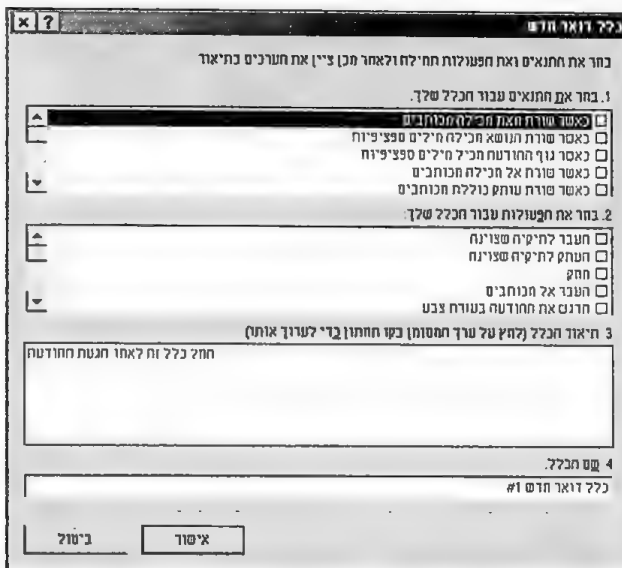 כלל דואר חדש
בחר את התנאים ואת הפעולות תחילה ולאחר מכן ציין את הערכים בתיאור
1. בחר את התנאים עבור הכלל שלך.
כאשר שורת מאת מכילה מכותבים
כאשר שורת הנושא מכילה מילים ספציפיות
כאשר גוף ההודעה מכיל מילים ספציפיות
כאשר שורת אל מכילה מכותבים
כאשר שורת עותק כוללת מכותבים
2. בחר את הפעולות עבור הכלל שלך:
העבר לתיקיה שצוינה
העתק לתיקיה שצוינה
מחק
העבר אל מכותבים
הדגש את ההודעה בעזרת צבע
3 תיאור הכלל (לחץ על ערך המסומן בקו תחתון כדי לערוך אותו)
החל כלל זה לאחר הגעת ההודעה
4 שם הכלל.
כלל דואר חדש #1
אישור ביטול